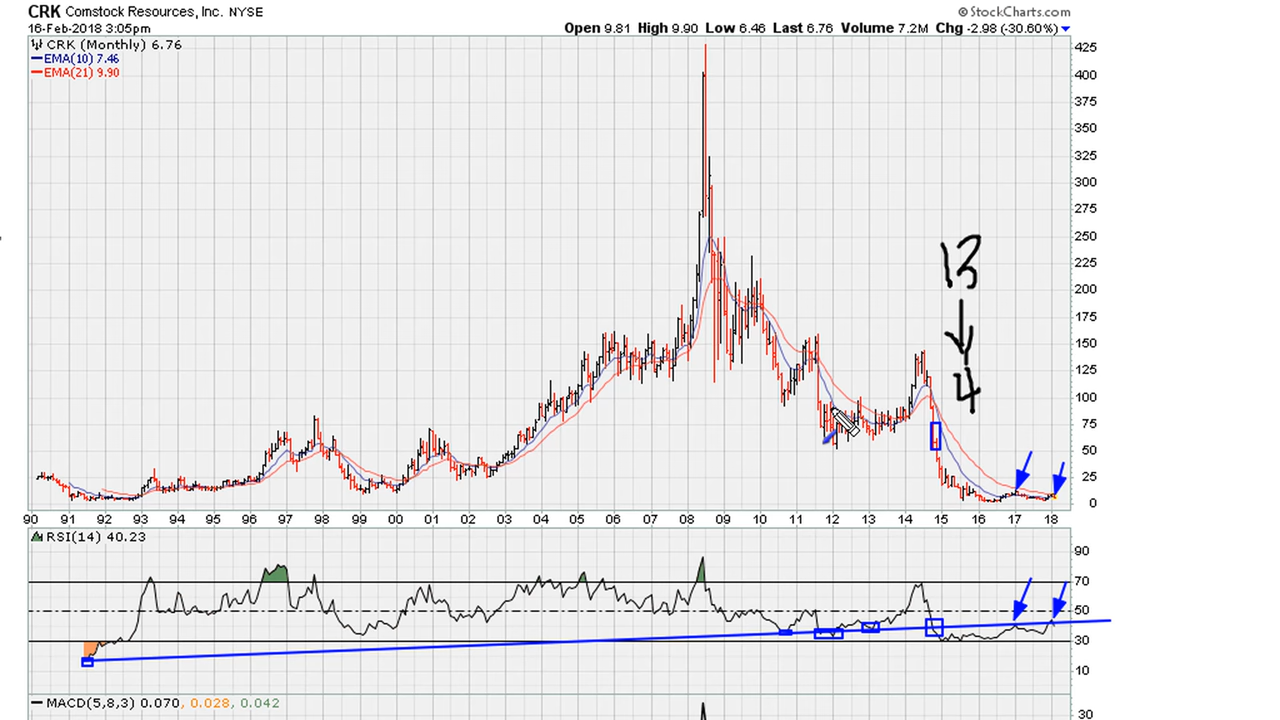 CRK Comstock Resources, Inc. NYSE
© StockCharts.com
16-Feb-2018 3:05pm
Open 9.81 High 9.90 Low 6.46 Last 6.76 Volume 7.2M Chg -2.98 (-30.60%)
CRK (Monthly) 6.76
EMA(10) 7.46
EMA(21) 9.90
425
400
375
350
325
300
275
250
225
200
175
150
125
100
75
50
25
0
13
4
90 91 92 93 94 95 96 97 98 99 00 01 02 03 04 05 06 07 08 09 10 11 12 13 14 15 16 17 18
RSI(14) 40.23
90
70
50
30
10
MACD(5,8,3) 0.070, 0.028, 0.042
30